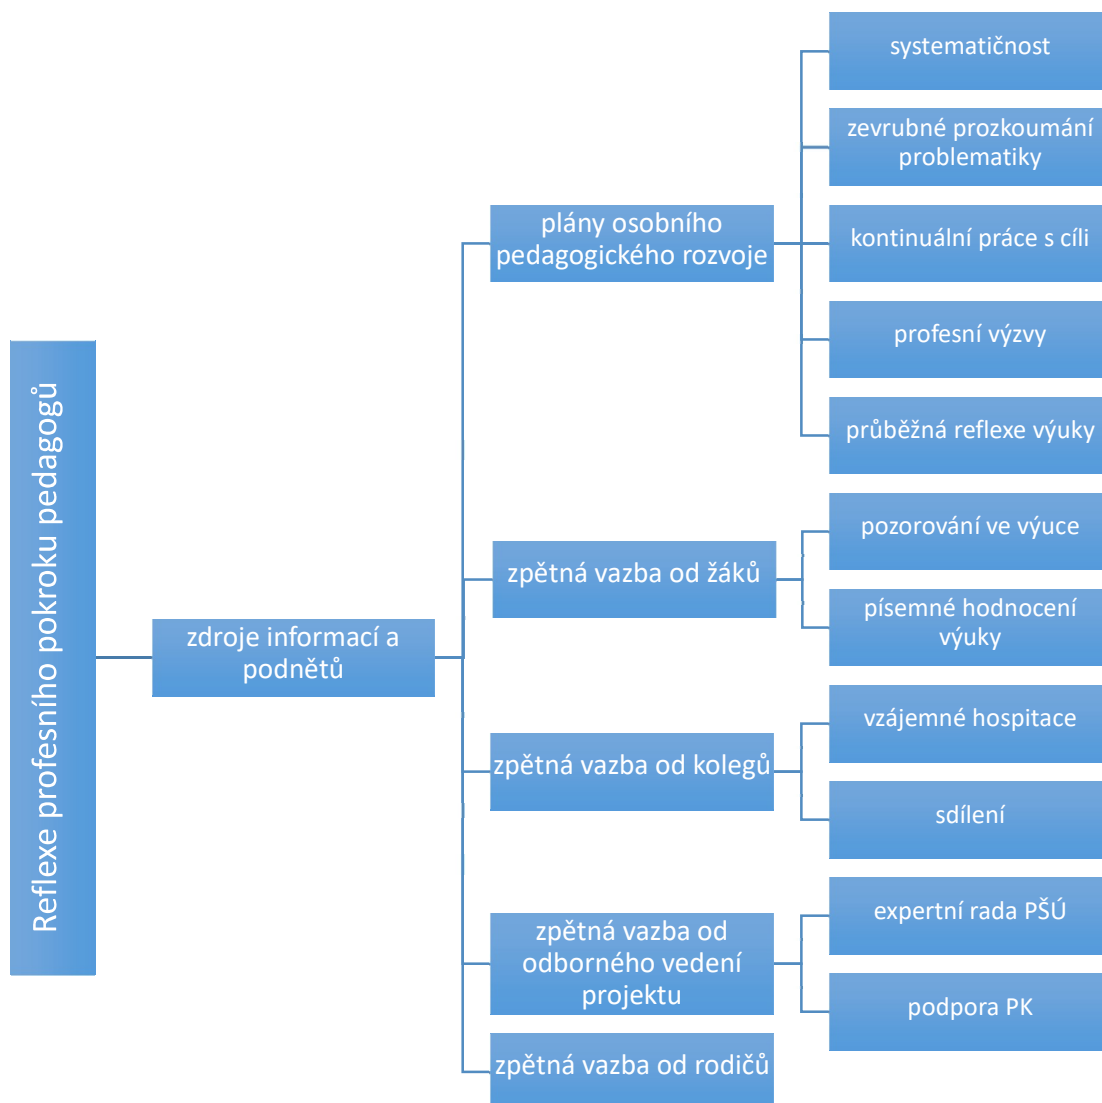 Reflexe profesního pokroku pedagogů
zdroje informací a
podnětů
plány osobního
pedagogického rozvoje
systematičnost
zevrubné prozkoumání
problematiky
kontinuální práce s cíli
profesní výzvy
průběžná reflexe výuky
zpětná vazba od žáků
pozorování ve výuce
písemné hodnocení
výuky
zpětná vazba od kolegů
vzájemné hospitace
sdílení
zpětná vazba od
odborného vedení
projektu
expertní rada PŠÚ
podpora PK
zpětná vazba od rodičů